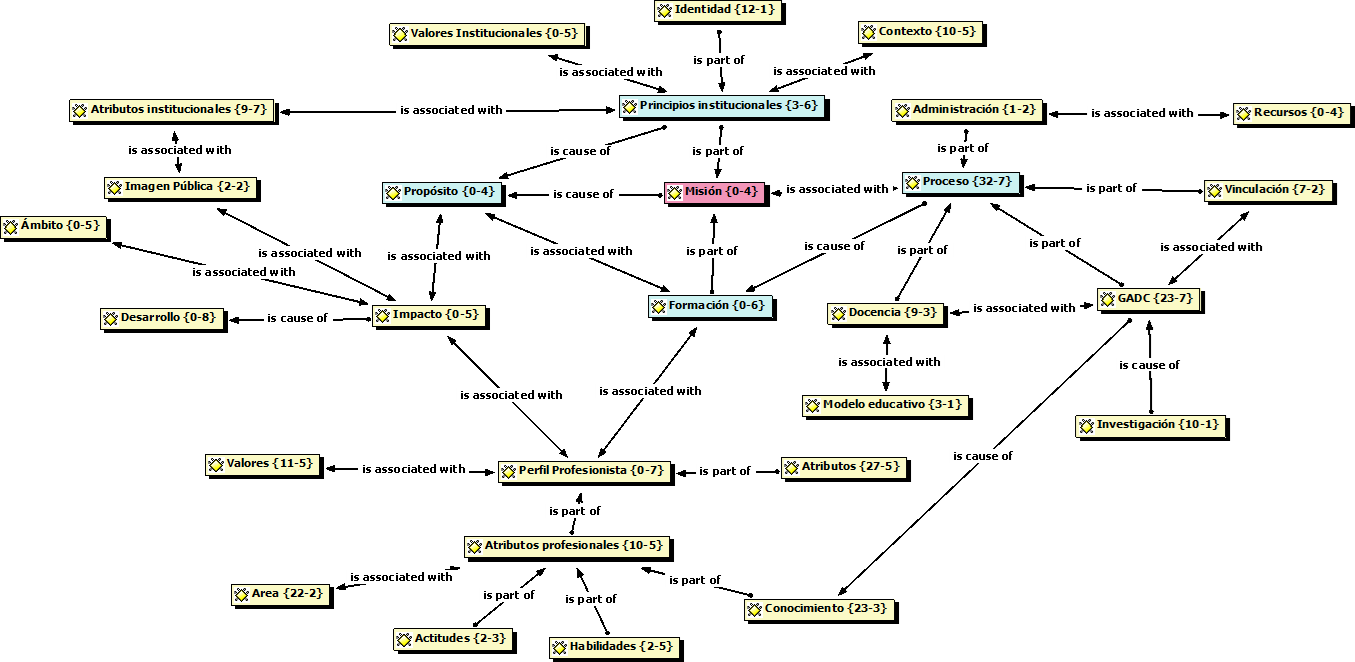 Identidad {12-1}
Valores Institucionales {0-5}
Contexto {10-5}
is part of
is associated with
is associated with
Atributos institucionales {9-7}
is associated with
Principios institucionales {3-6}
Administración {1-2}
is associated with
Recursos {0-4}
is associated with
is cause of
is part of
is part of
Imagen Pública {2-2}
Propósito {0-4}
is cause of
Misión {0-4}
is associated with
Proceso {32-7}
is part of
Vinculación {7-2}
Ámbito {0-5}
is associated with
is associated with
is associated with
is associated with
is part of
is cause of
is part of
is part of
is associated with
Desarrollo {0-8}
is cause of
Impacto {0-5}
Formación {0-6}
Docencia {9-3}
is associated with
GADC {23-7}
is associated with
is cause of
is associated with
is associated with
Modelo educativo {3-1}
Investigación {10-1}
is cause of
Valores {11-5}
is associated with
Perfil Profesionista {0-7}
is part of
Atributos {27-5}
is part of
Atributos profesionales {10-5}
is associated with
is part of
Area {22-2}
is part of
is part of
Conocimiento {23-3}
Actitudes {2-3}
Habilidades {2-5}